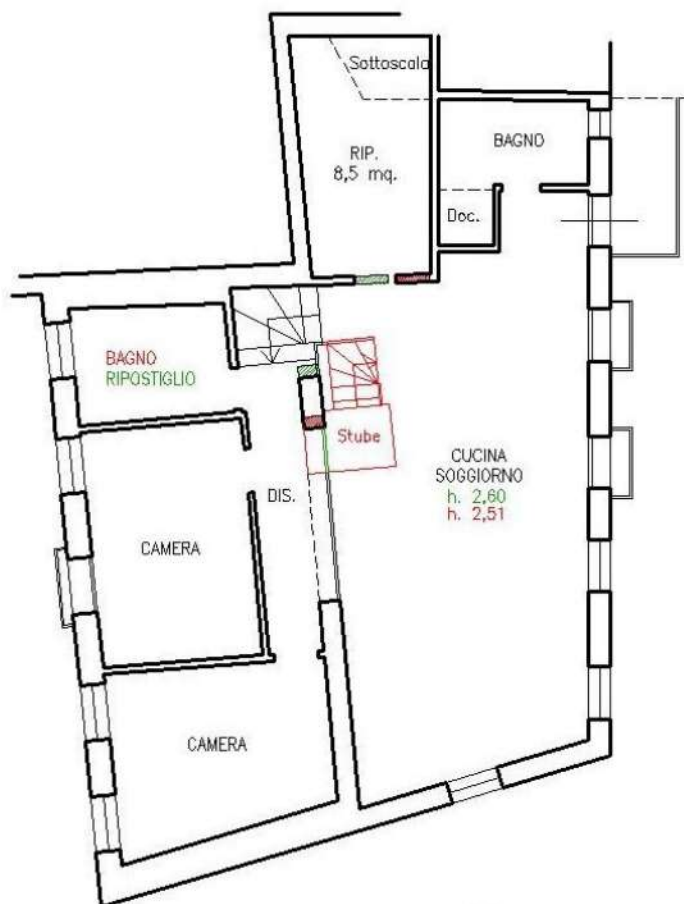 Sottoscala
RIP.
8,5 mq.
BAGNO
Doc.
BAGNO
RIPOSTIGLIO
Stube
CUCINA
SOGGIORNO
h. 2,60
h. 2,51
DIS.
CAMERA
CAMERA